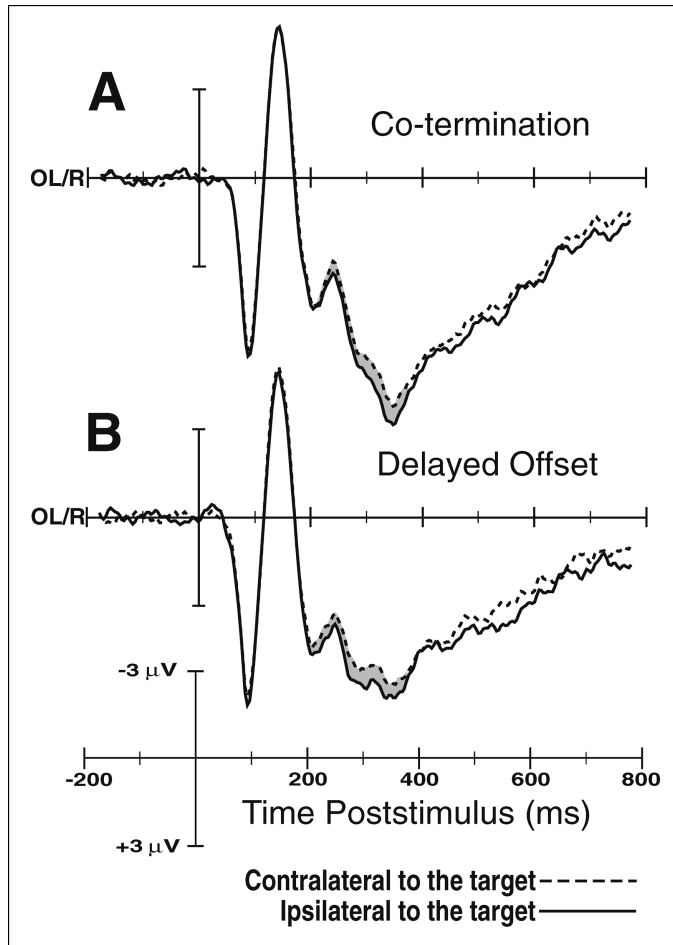 A
Co-termination
OL/R
B
Delayed Offset
OL/R
-3 μV
-200 200 400 600 800
Time Poststimulus (ms)
+3 μV
Contralateral to the target
Ipsilateral to the target